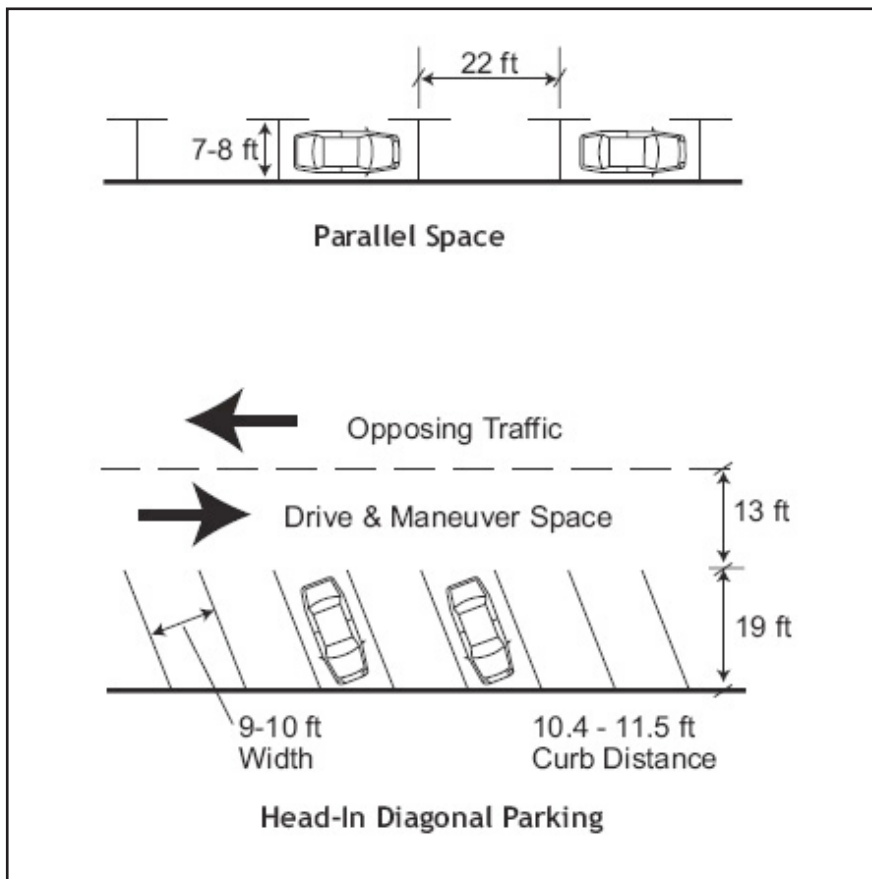 22 ft
7-8 ft
Parallel Space
Opposing Traffic
Drive & Maneuver Space
13 ft
19 ft
9-10 ft
Width
10.4 - 11.5 ft
Curb Distance
Head-In Diagonal Parking